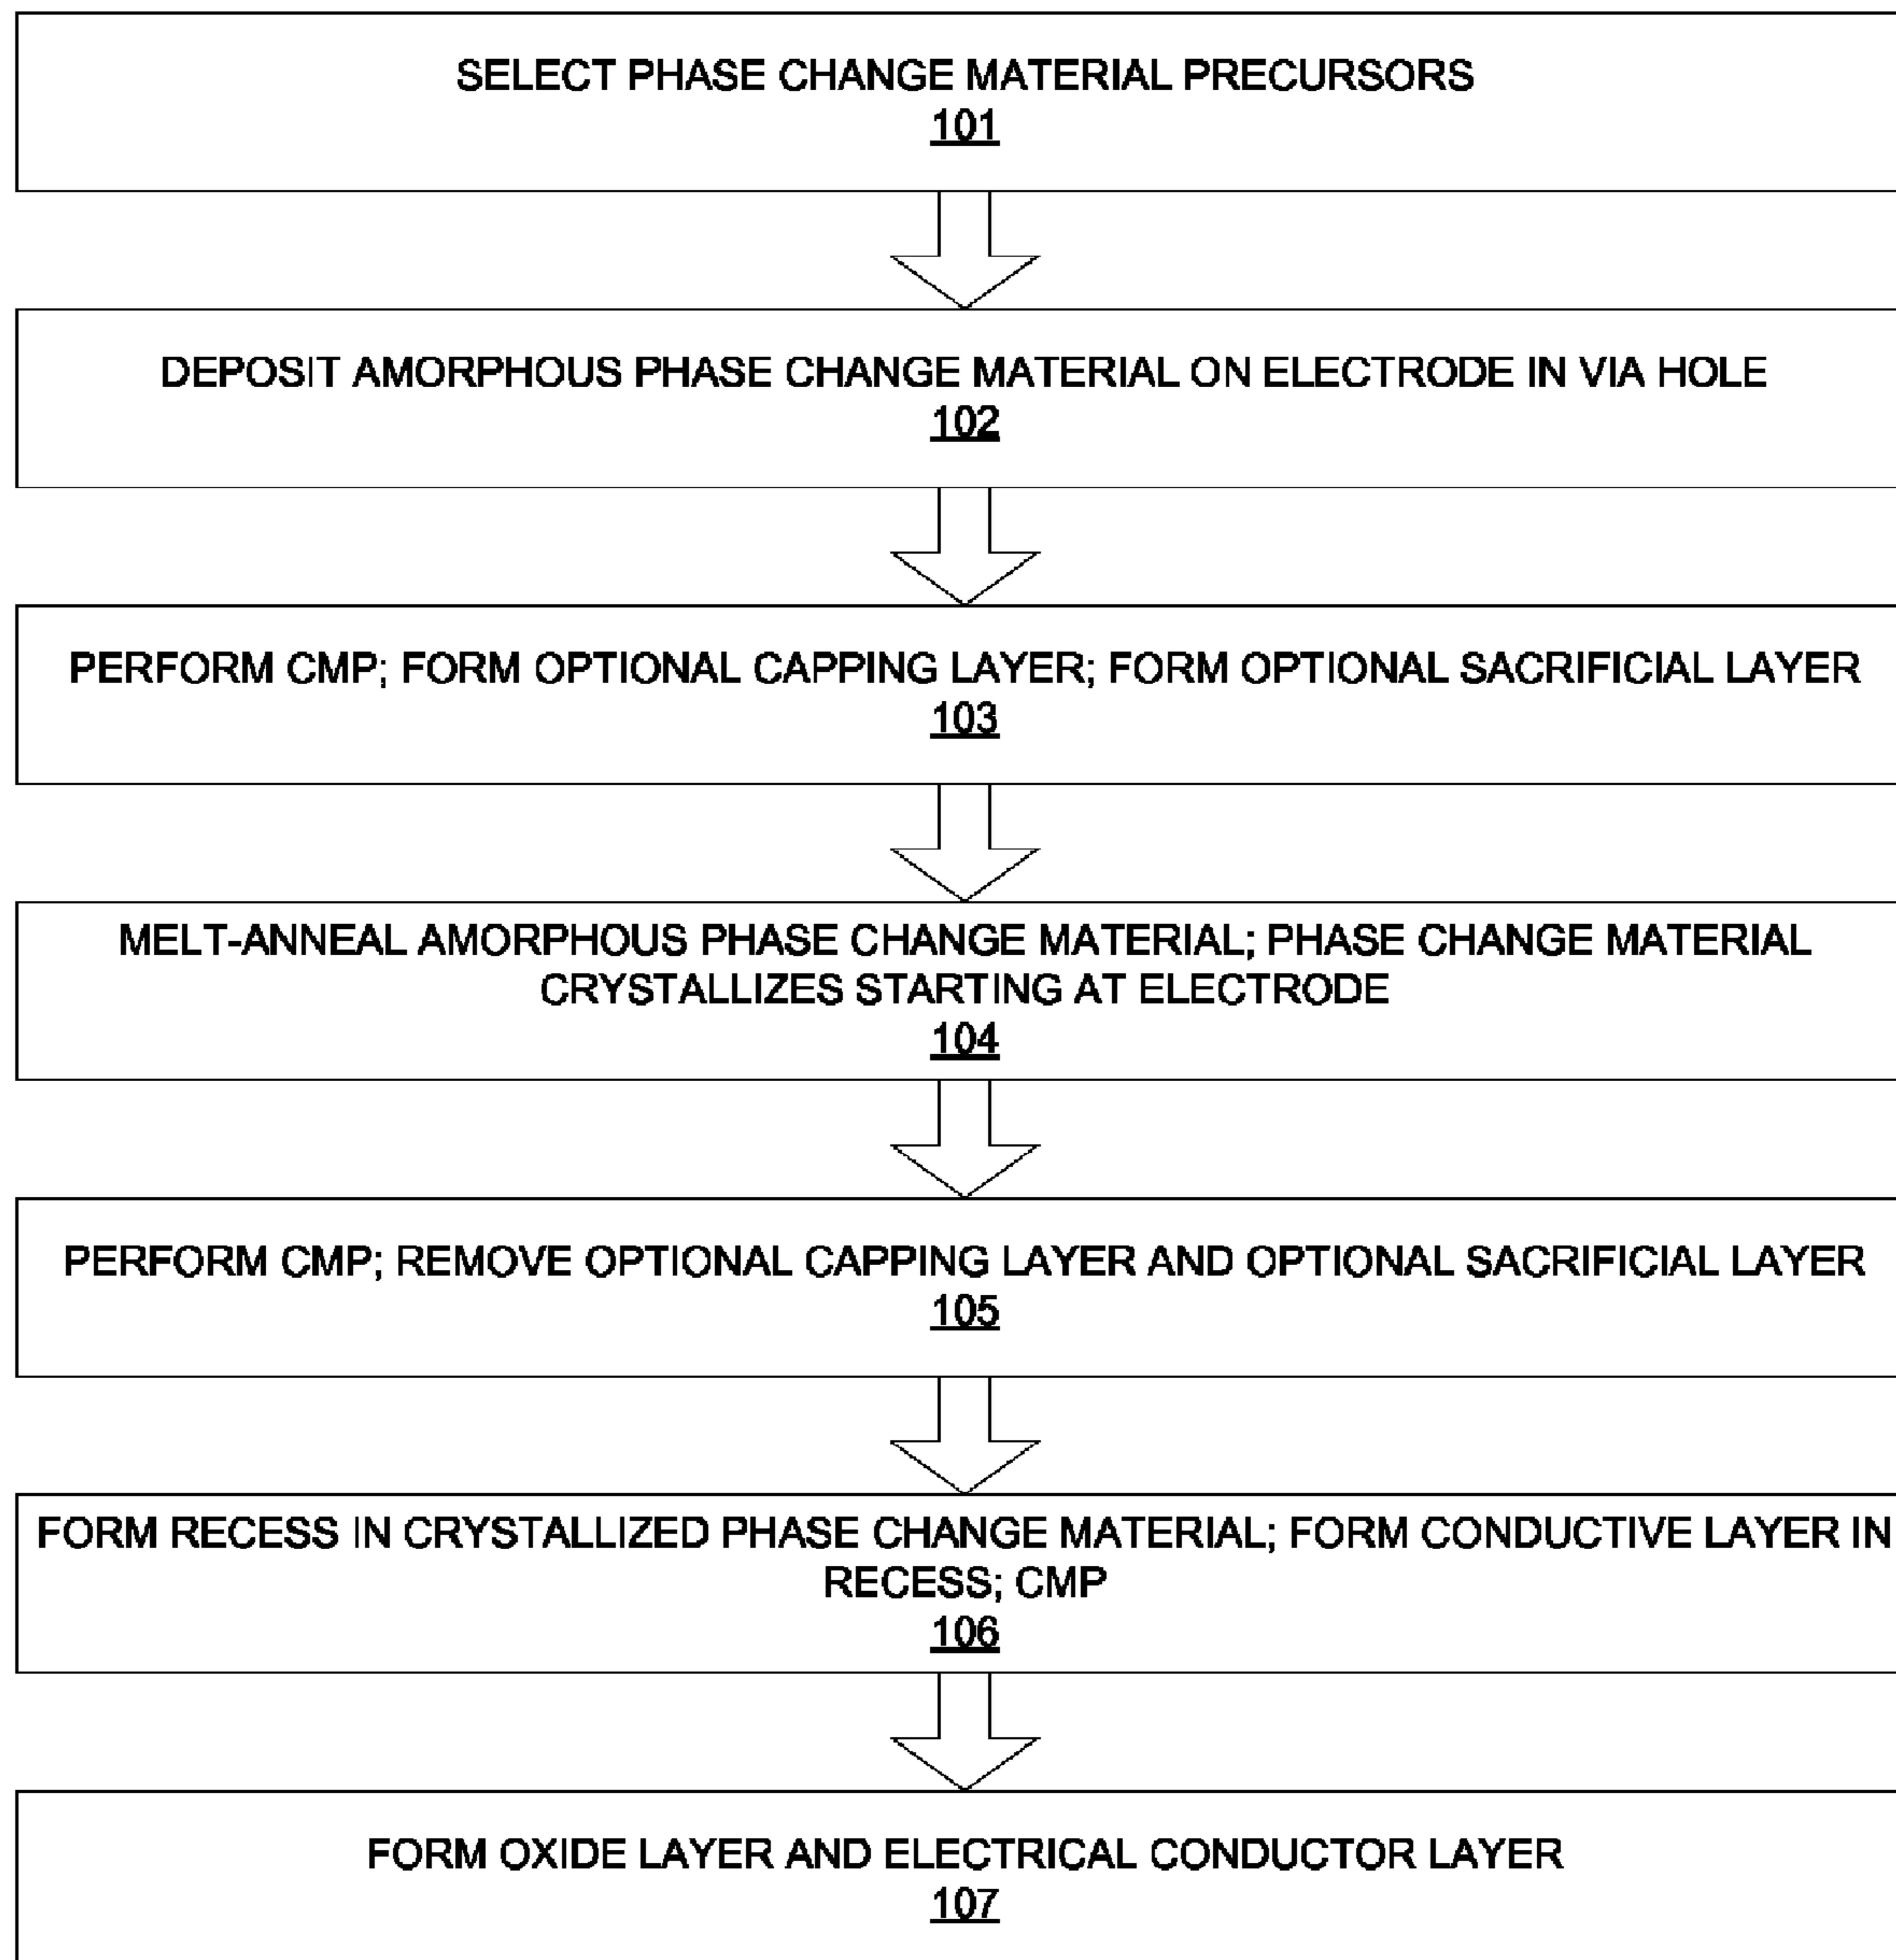 SELECT PHASE CHANGE MATERIAL PRECURSORS
101
DEPOSIT AMORPHOUS PHASE CHANGE MATERIAL ON ELECTRODE IN VIA HOLE
102
PERFORM CMP; FORM OPTIONAL CAPPING LAYER; FORM OPTIONAL SACRIFICIAL LAYER
103
MELT-ANNEAL AMORPHOUS PHASE CHANGE MATERIAL; PHASE CHANGE MATERIAL
CRYSTALLIZES STARTING AT ELECTRODE
104
PERFORM CMP; REMOVE OPTIONAL CAPPING LAYER AND OPTIONAL SACRIFICIAL LAYER
105
FORM RECESS IN CRYSTALLIZED PHASE CHANGE MATERIAL; FORM CONDUCTIVE LAYER IN
RECESS; CMP
106
FORM OXIDE LAYER AND ELECTRICAL CONDUCTOR LAYER
107